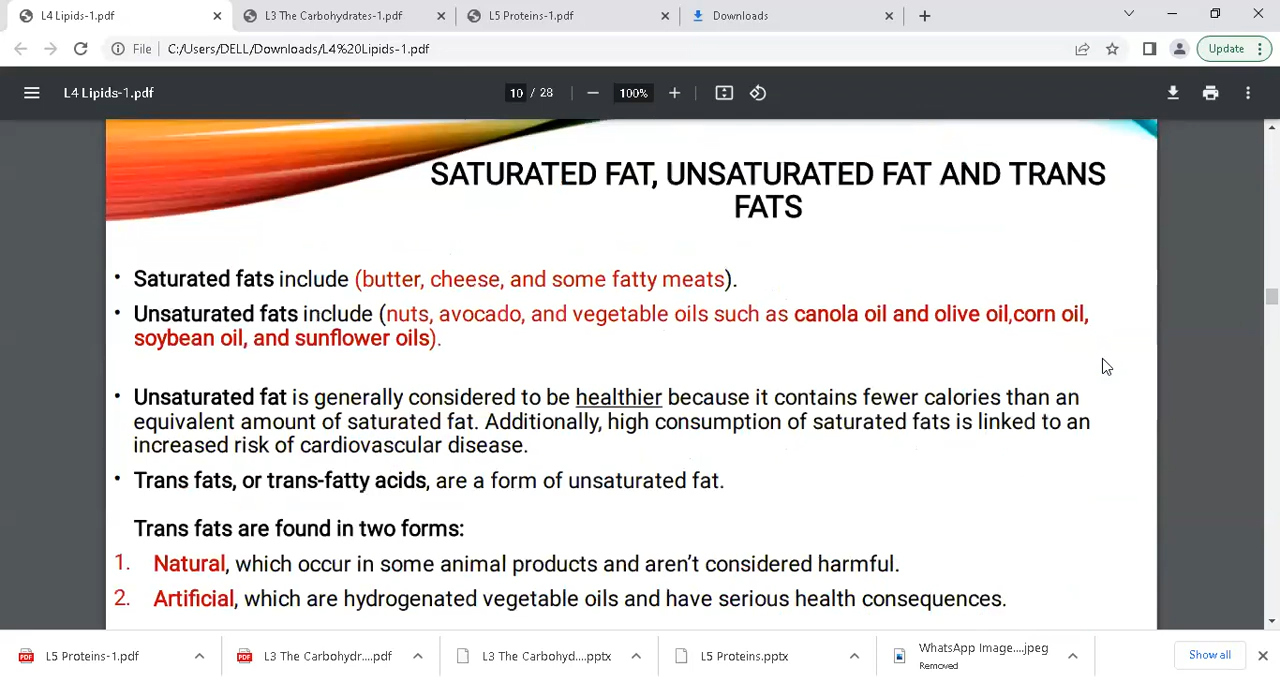 L4 Lipids-1.pdf
L3 The Carbohydrates-1.pdf
L5 Proteins-1.pdf
Downloads
File
C:/Users/DELL/Downloads/L4%20Lipids-1.pdf
Update
L4 Lipids-1.pdf
10 / 28
100%
SATURATED FAT, UNSATURATED FAT AND TRANS
FATS
• Saturated fats include (butter, cheese, and some fatty meats).
• Unsaturated fats include (nuts, avocado, and vegetable oils such as canola oil and olive oil,corn oil,
soybean oil, and sunflower oils).
• Unsaturated fat is generally considered to be healthier because it contains fewer calories than an
equivalent amount of saturated fat. Additionally, high consumption of saturated fats is linked to an
increased risk of cardiovascular disease.
• Trans fats, or trans-fatty acids, are a form of unsaturated fat.
Trans fats are found in two forms:
1. Natural, which occur in some animal products and aren’t considered harmful.
2. Artificial, which are hydrogenated vegetable oils and have serious health consequences.
L5 Proteins-1.pdf
L3 The Carbohydr....pdf
L3 The Carbohyd....pptx
L5 Proteins.pptx
WhatsApp Image....jpeg
Removed
Show all